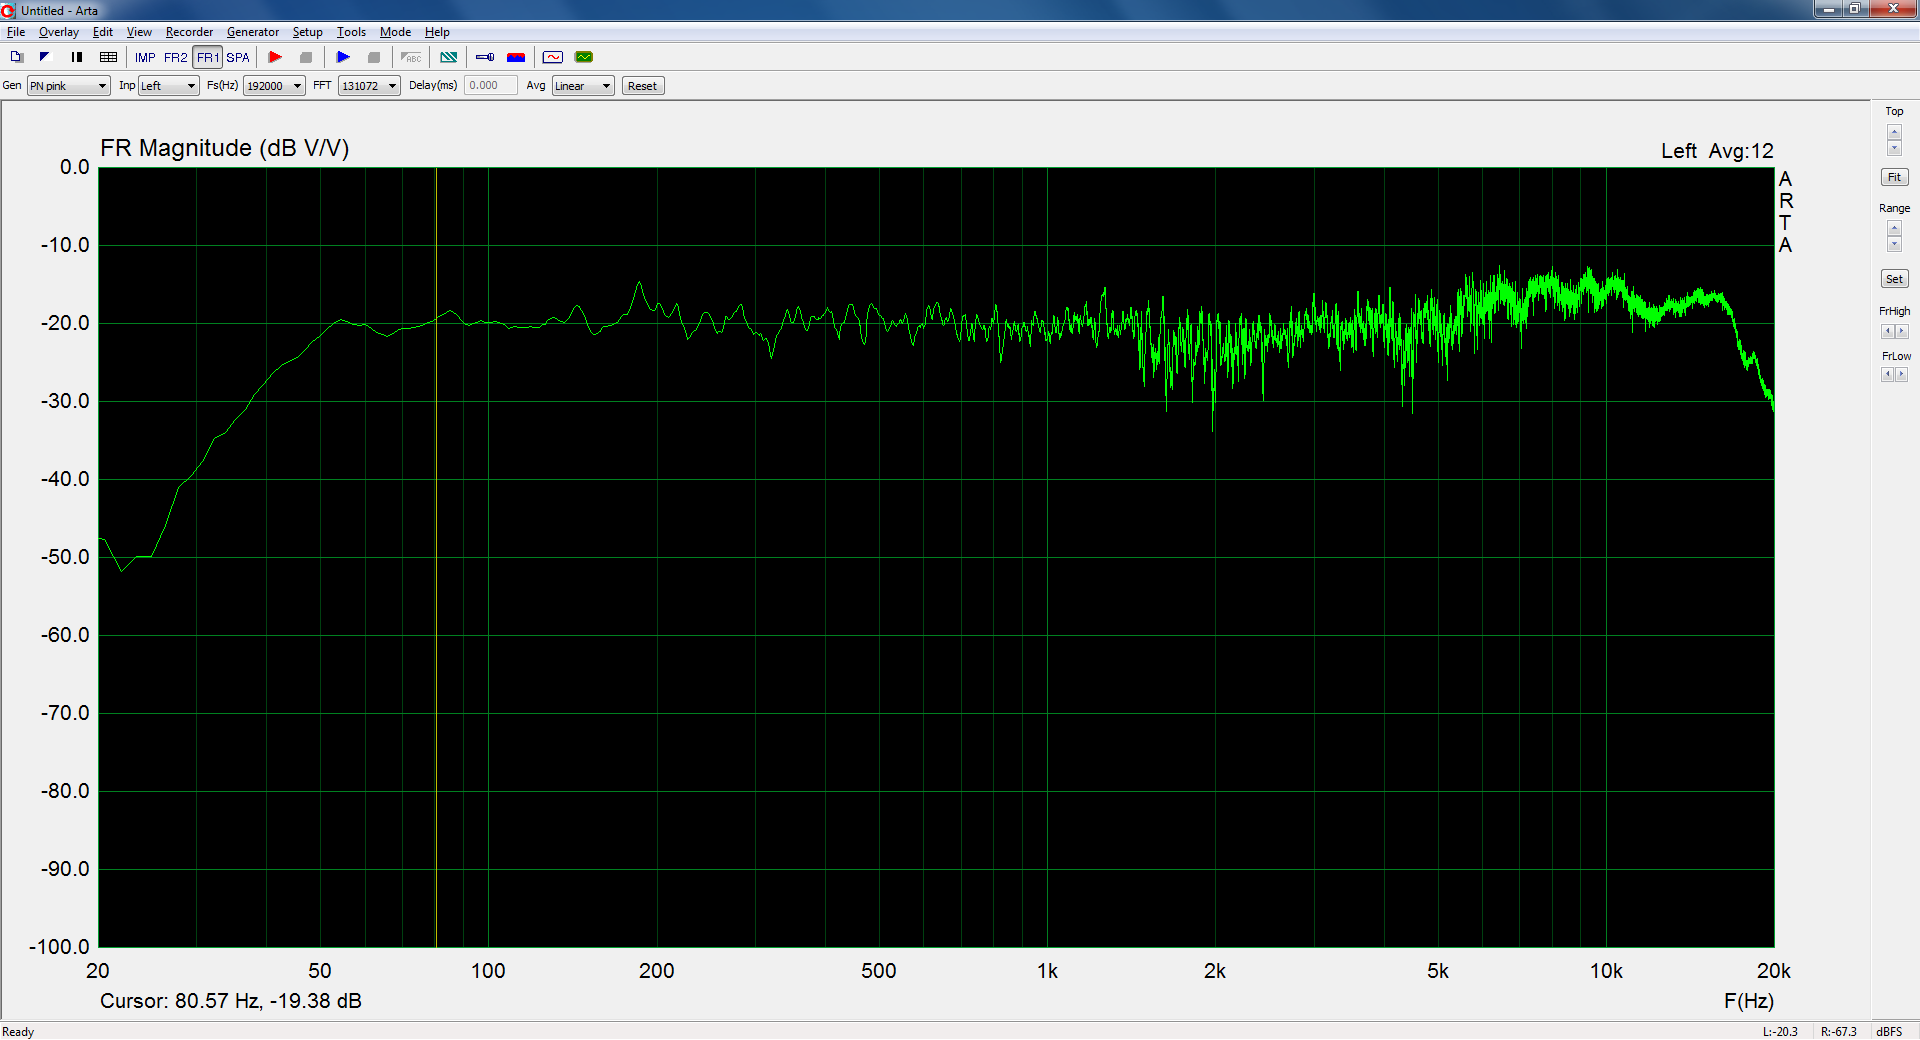 Untitled - Arta
File Overlay Edit View Recorder Generator Setup Tools Mode Help
IMP FR2 FR1 SPA ABC
Gen PN pink Inp Left Fs(Hz) 192000 FFT 131072 Delay(ms) 0.000 Avg Linear Reset
Top
FR Magnitude (dB V/V)
Left Avg:12
0.0
-10.0
-20.0
-30.0
-40.0
-50.0
-60.0
-70.0
-80.0
-90.0
-100.0
A
R
T
A
Fit
Range
Set
FrHigh
FrLow
20 50 100 200 500 1k 2k 5k 10k 20k
Cursor: 80.57 Hz, -19.38 dB
F(Hz)
Ready
L:-20.3 R:-67.3 dBFS